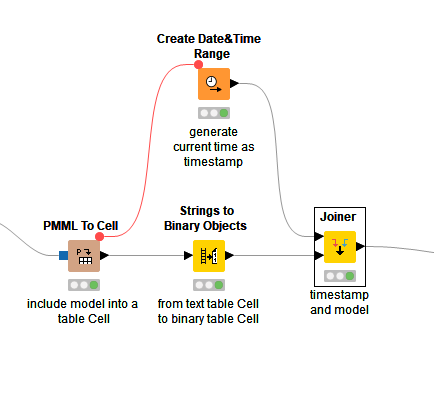 Create Date&Time
Range
generate
current time as
timestamp
PMML To Cell
include model into a
table Cell
Strings to
Binary Objects
from text table Cell
to binary table Cell
Joiner
timestamp
and model